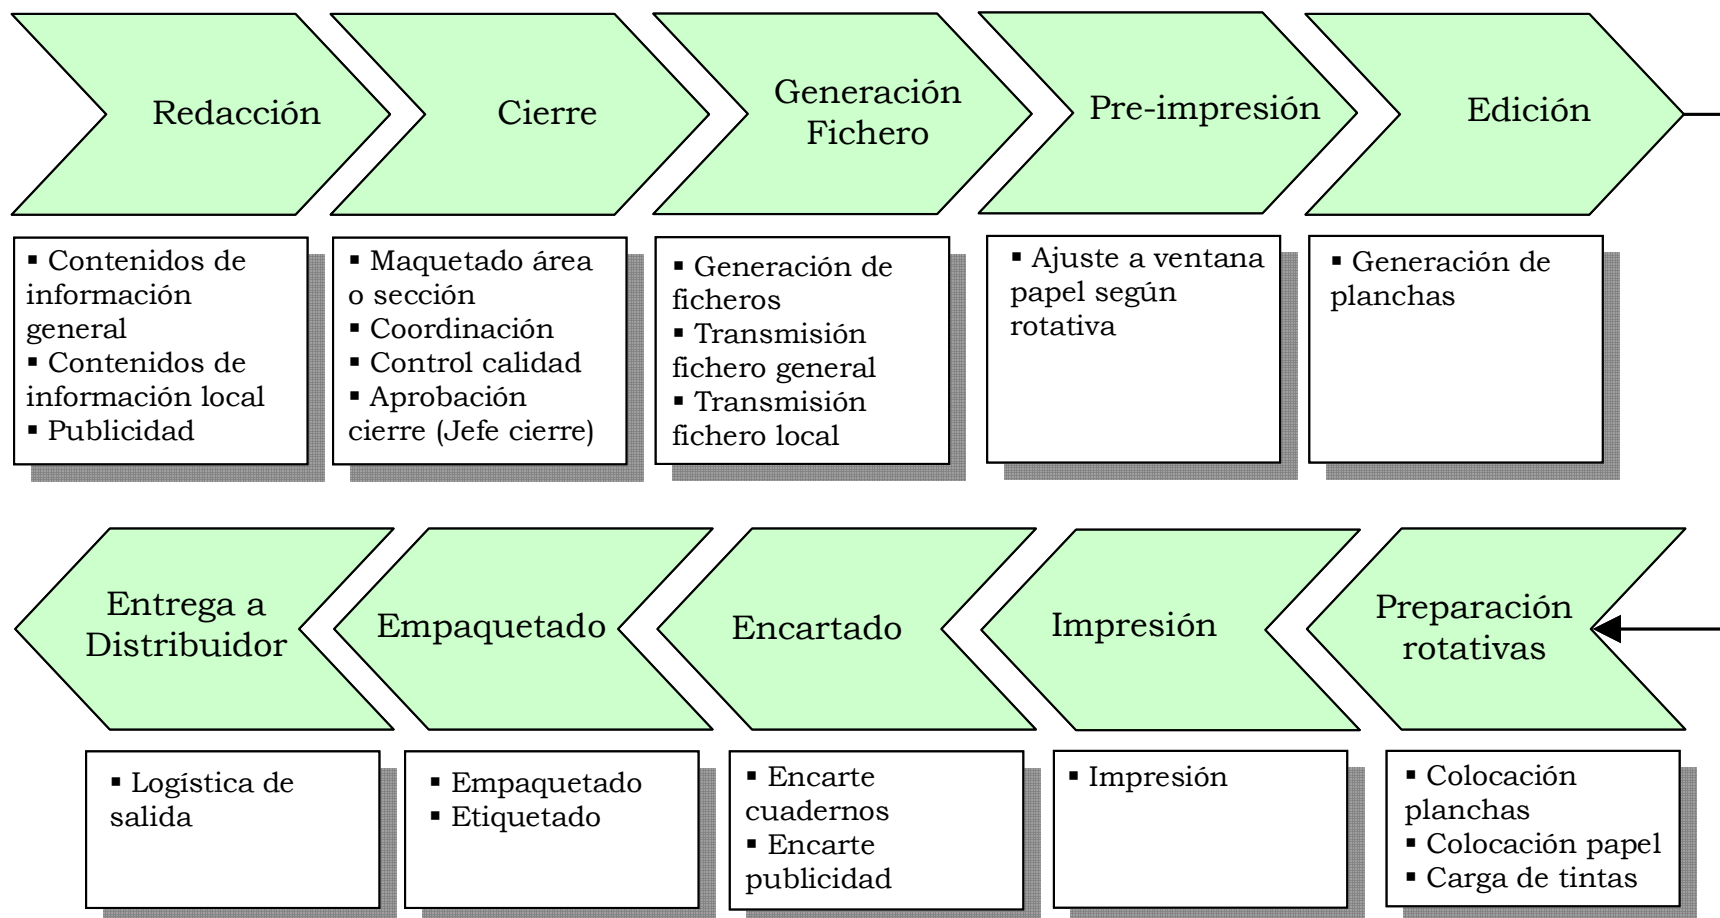 Redacción
Cierre
Generación
Fichero
Pre-impresión
Edición
▪ Contenidos de
información
general
▪ Contenidos de
información local
▪ Publicidad
▪ Maquetado área
o sección
▪ Coordinación
▪ Control calidad
▪ Aprobación
cierre (Jefe cierre)
▪ Generación de
ficheros
▪ Transmisión
fichero general
▪ Transmisión
fichero local
▪ Ajuste a ventana
papel según
rotativa
▪ Generación de
planchas
Entrega a
Distribuidor
Empaquetado
Encartado
Impresión
Preparación
rotativas
▪ Logística de
salida
▪ Empaquetado
▪ Etiquetado
▪ Encarte
cuadernos
▪ Encarte
publicidad
▪ Impresión
▪ Colocación
planchas
▪ Colocación papel
▪ Carga de tintas